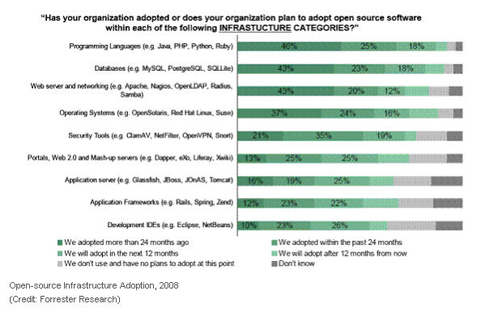 "Has your organization adopted or does your organization plan to adopt open source software
within each of the following INFRASTUCTURE CATEGORIES?"
Programming Languages (e.g. Java, PHP, Python, Ruby) 46% 25% 18%
Databases (e.g. MySQL, PostgreSQL, SQLLite) 43% 23% 18%
Web server and networking (e.g. Apache, Nagios, OpenLDAP, Radius, 43% 20% 12%
Samba)
Operating Systems (e.g. OpenSolaris, Red Hat Linux, Suse) 37% 24% 16%
Security Tools (e.g. ClamAV, NetFilter, OpenVPN, Snort) 21% 35% 19%
Portals, Web 2.0 and Mash-up servers (e.g. Dapper, eXo, Liferay, Xwiki) 13% 25% 25%
Application server (e.g. Glassfish, JBoss, JOnAS, Tomcat) 16% 19% 25%
Application Frameworks (e.g. Rails, Spring, Zend) 12% 23% 22%
Development IDEs (e.g. Eclipse, NetBeans) 10% 23% 26%
We adopted more than 24 months ago
We adopted within the past 24 months
We will adopt in the next 12 months
We will adopt after 12 months from now
We don't use and have no plans to adopt at this point
Don't know
Open-source Infrastructure Adoption, 2008
(Credit: Forrester Research)